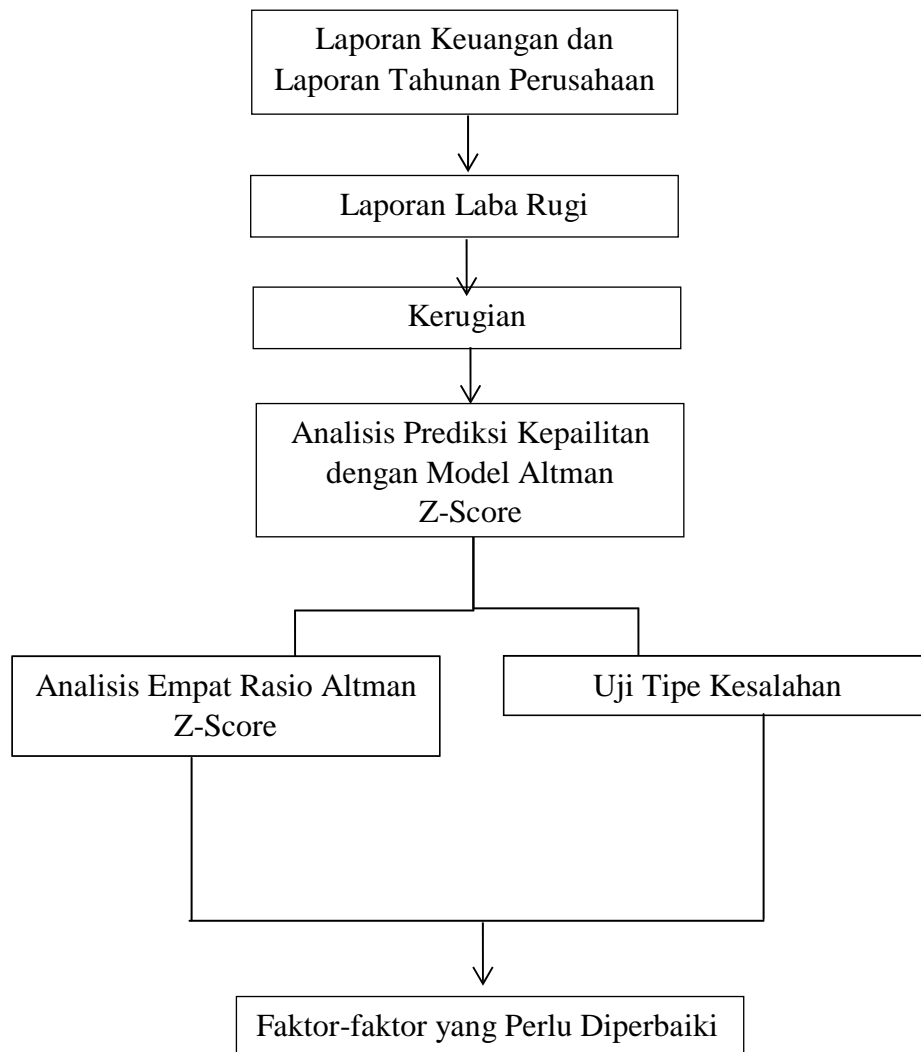 Laporan Keuangan dan
Laporan Tahunan Perusahaan
Laporan Laba Rugi
Kerugian
Analisis Prediksi Kepailitan
dengan Model Altman
Z-Score
Analisis Empat Rasio Altman
Z-Score
Uji Tipe Kesalahan
Faktor-faktor yang Perlu Diperbaiki